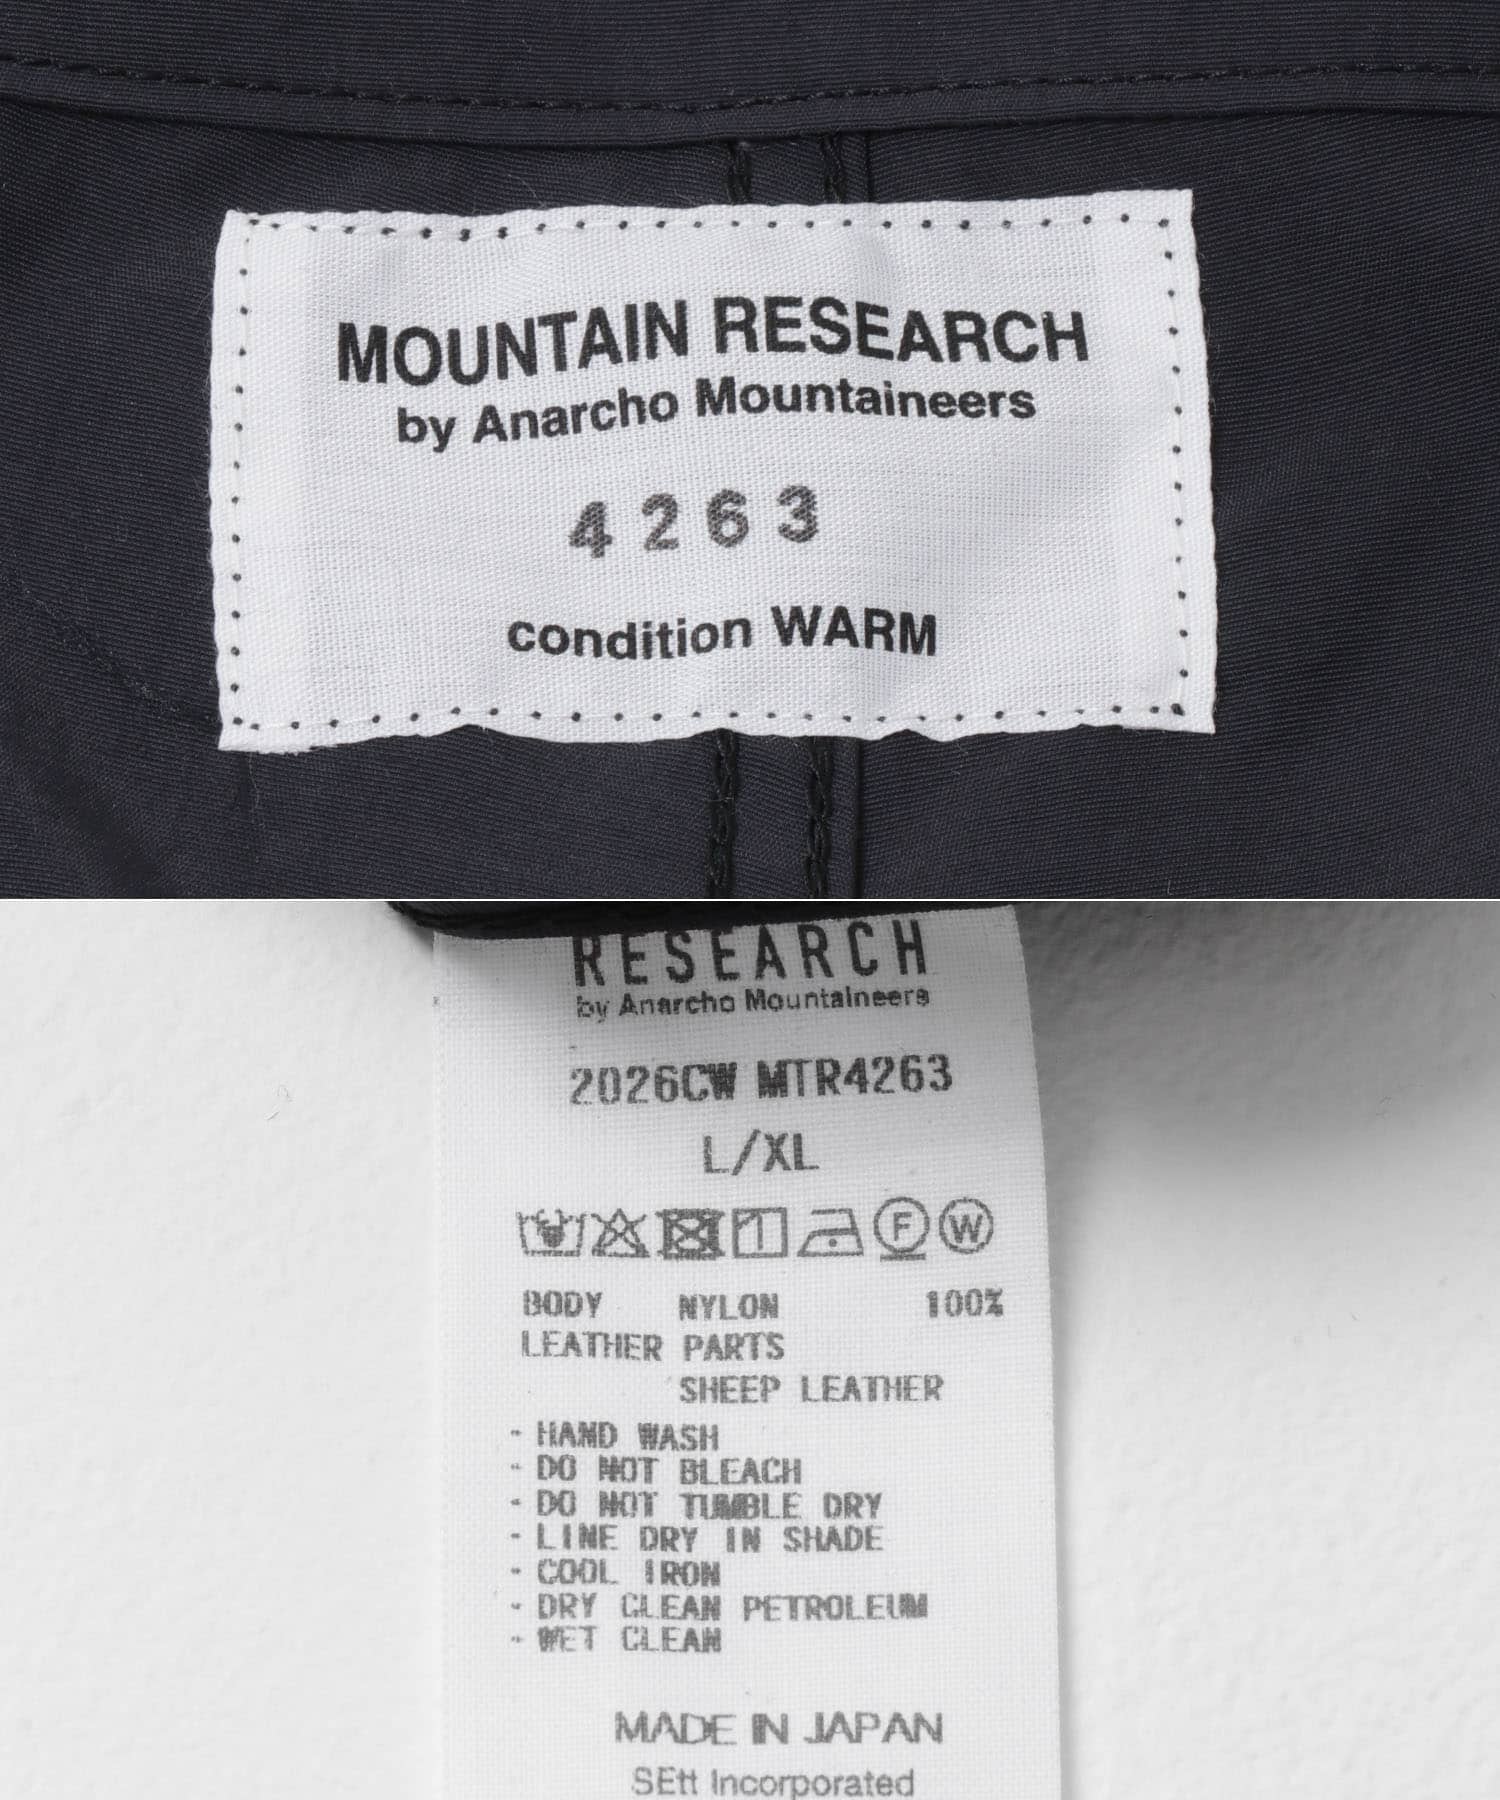 MOUNTAIN RESEARCH
by Anarcho Mountaineers
4263
condition WARM
RESEARCH
by Anarcho Mountaineers
2026CW MTR4263
L/XL
F W
BODY NYLON 100%
LEATHER PARTS
SHEEP LEATHER
- HAND WASH
- DO NOT BLEACH
- DO NOT TUMBLE DRY
- LINE DRY IN SHADE
- COOL IRON
- DRY CLEAN PETROLEUM
- WET CLEAN
MADE IN JAPAN
SEtt Incorporated